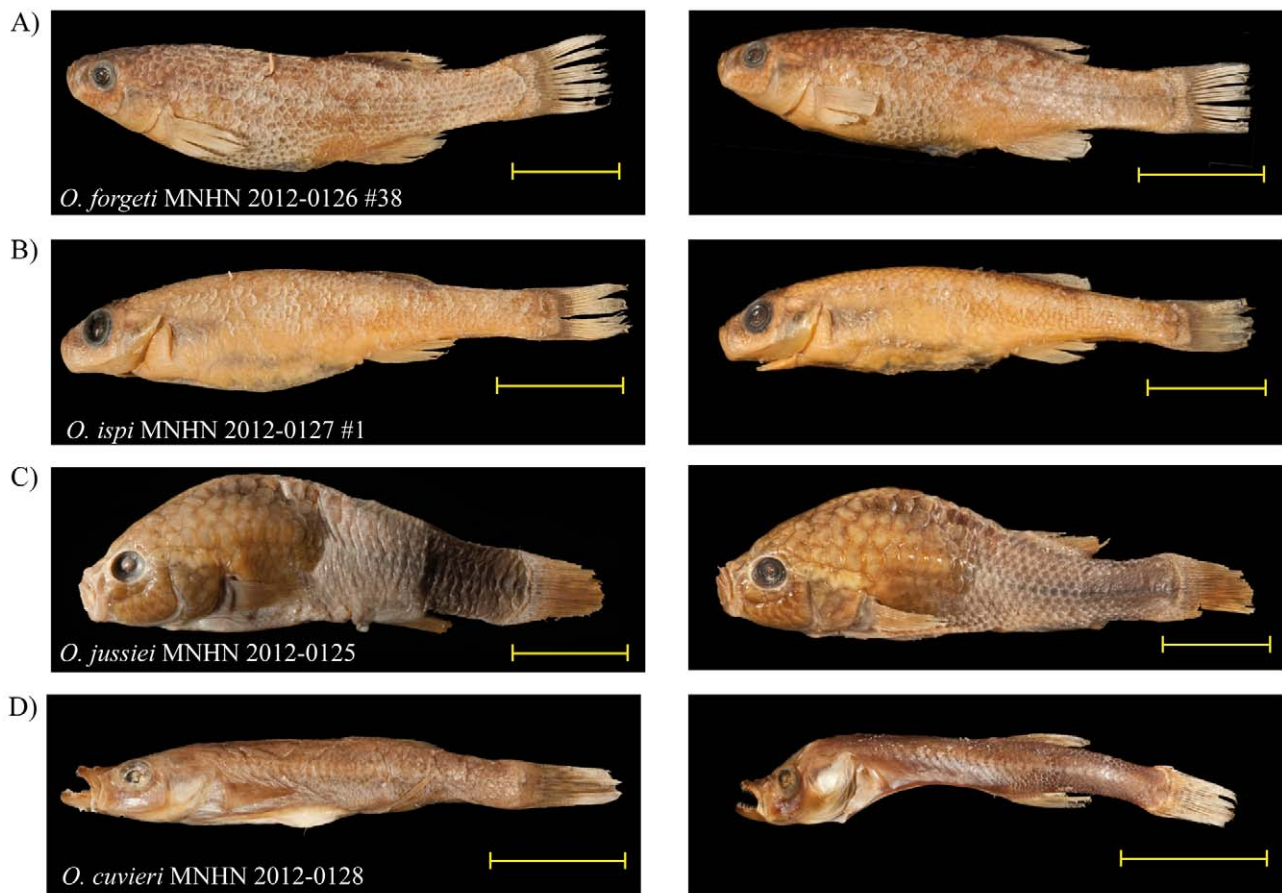 A)
O. forgeti MNHN 2012-0126 #38
B)
O. ispi MNHN 2012-0127 #1
C)
O. jussiei MNHN 2012-0125
D)
O. cuvieri MNHN 2012-0128